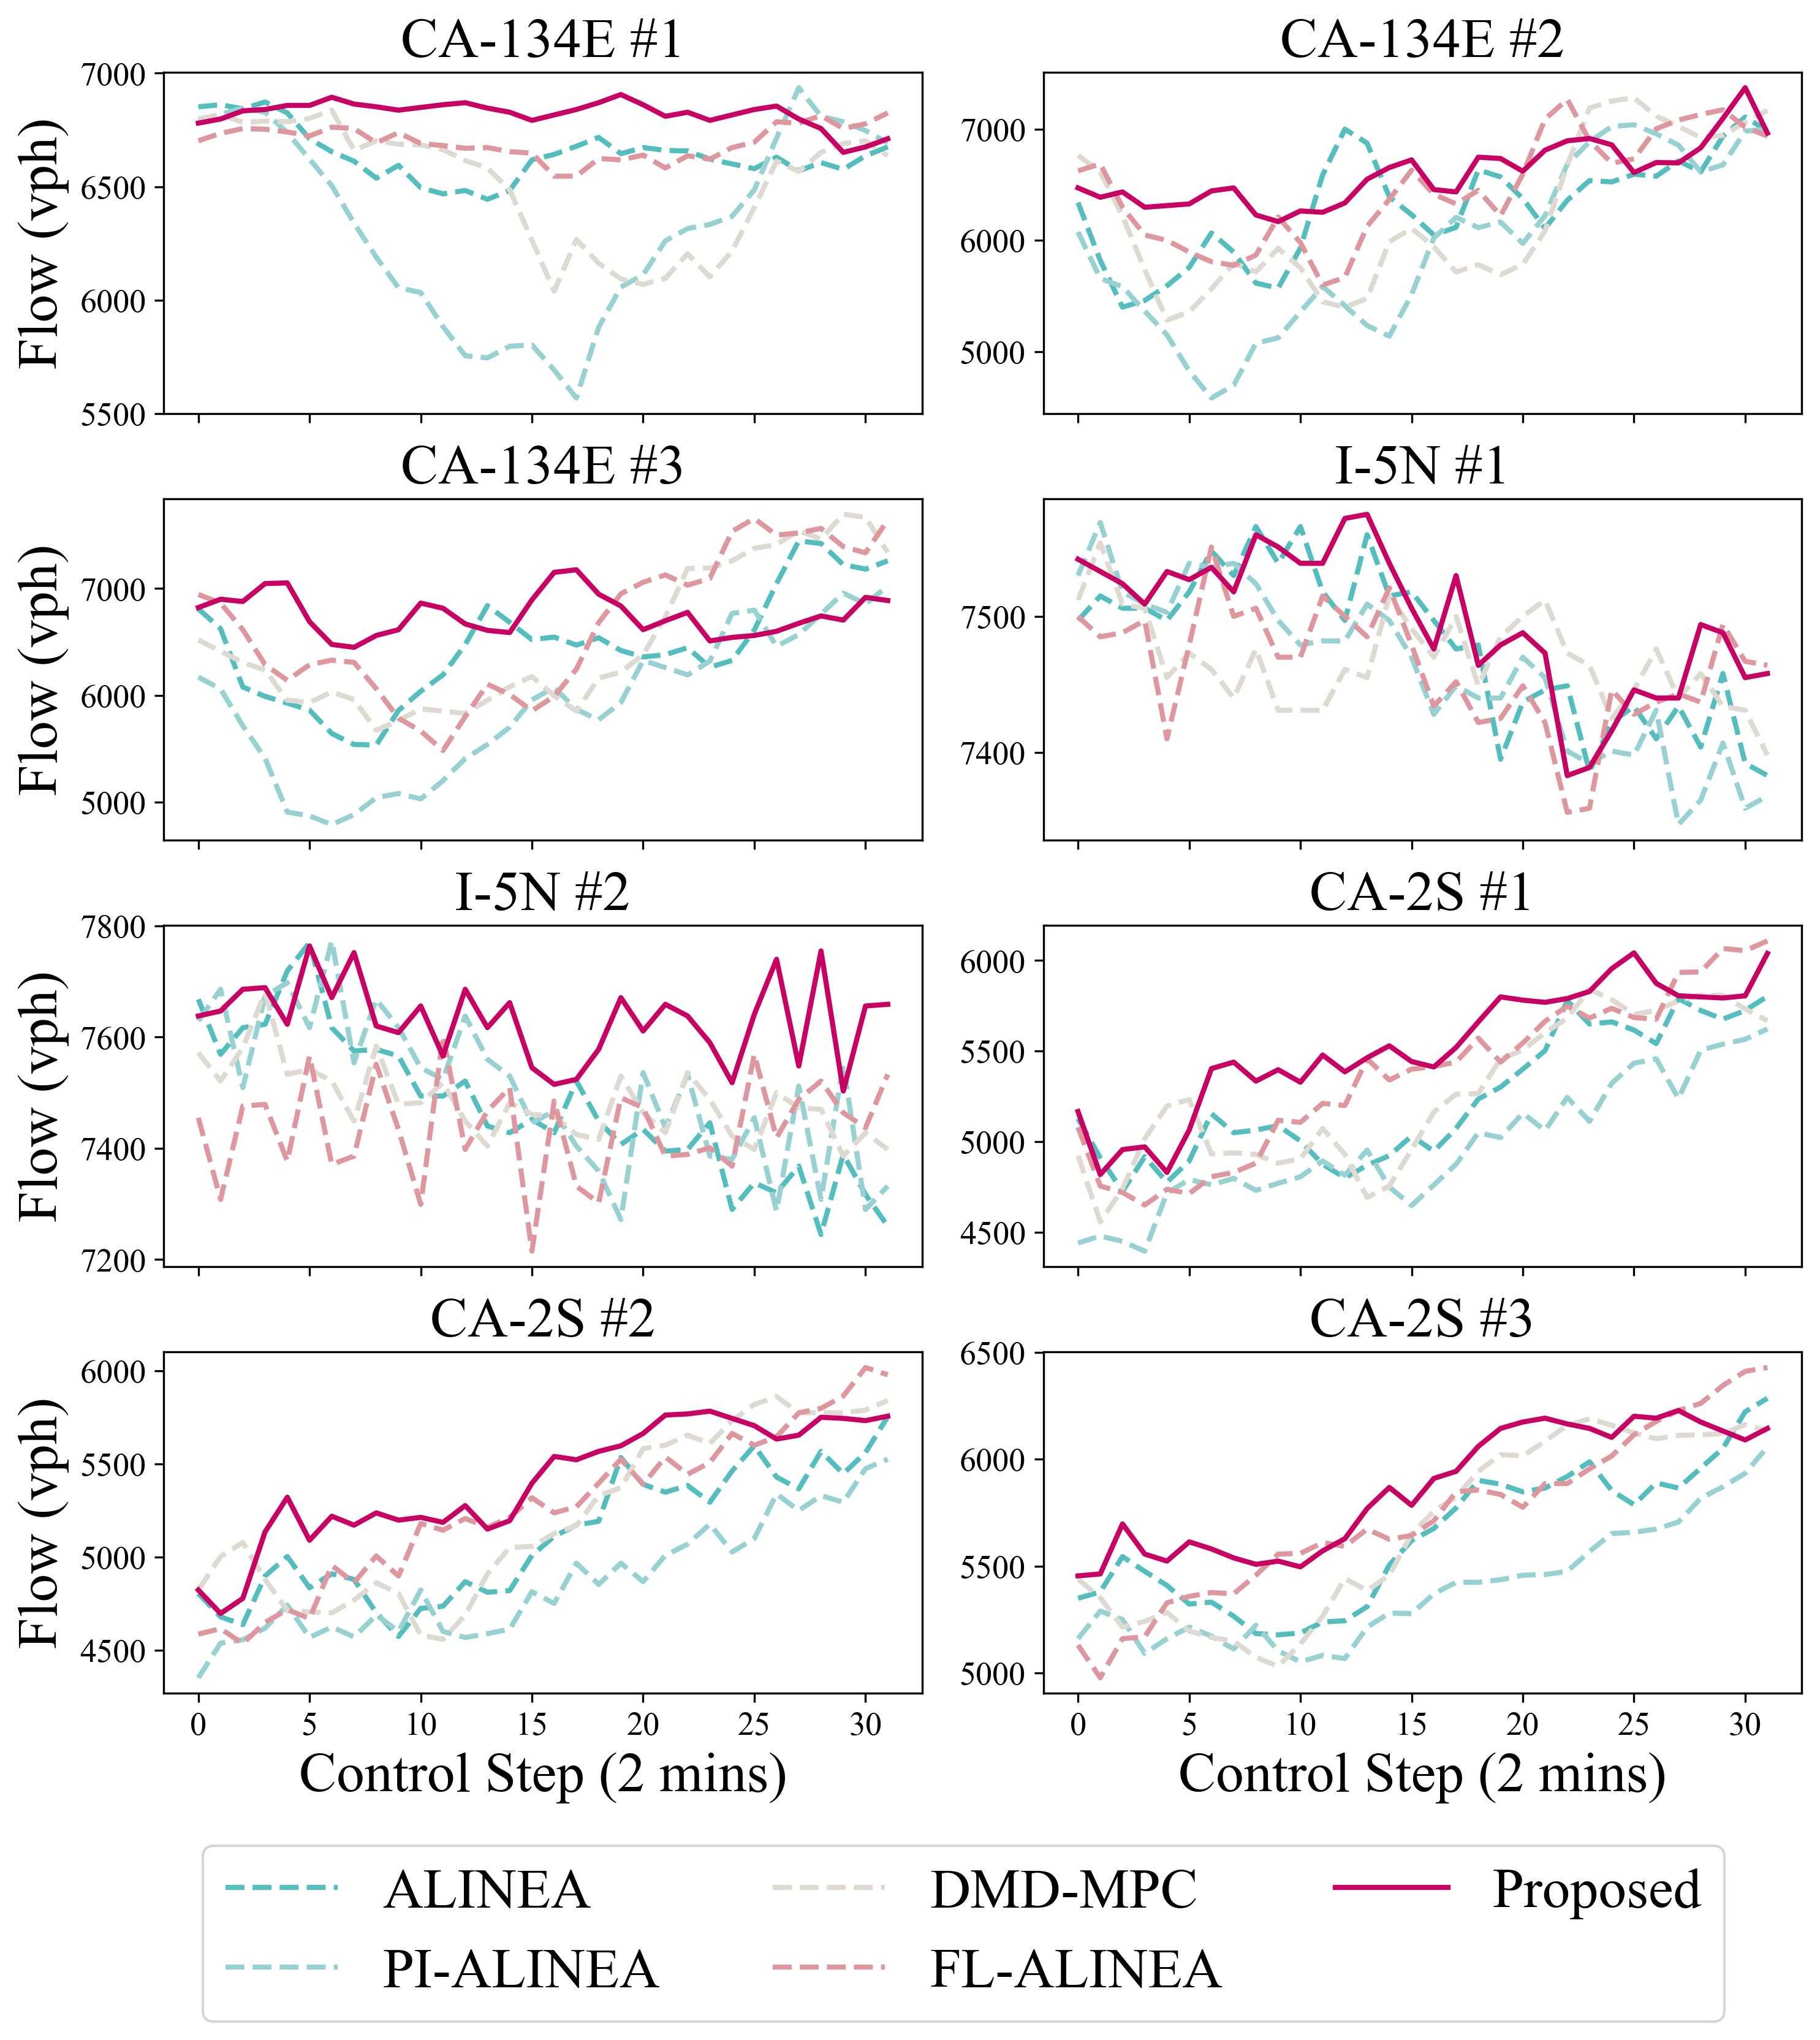 CA-134E #1
CA-134E #2
Flow (vph)
7000
6500
6000
5500
7000
6000
5000
CA-134E #3
I-5N #1
Flow (vph)
7000
6000
5000
7500
7400
I-5N #2
CA-2S #1
Flow (vph)
7800
7600
7400
7200
6000
5500
5000
4500
CA-2S #2
CA-2S #3
Flow (vph)
6000
5500
5000
4500
6500
6000
5500
5000
0 5 10 15 20 25 30
0 5 10 15 20 25 30
Control Step (2 mins)
Control Step (2 mins)
ALINEA
DMD-MPC
Proposed
PI-ALINEA
FL-ALINEA